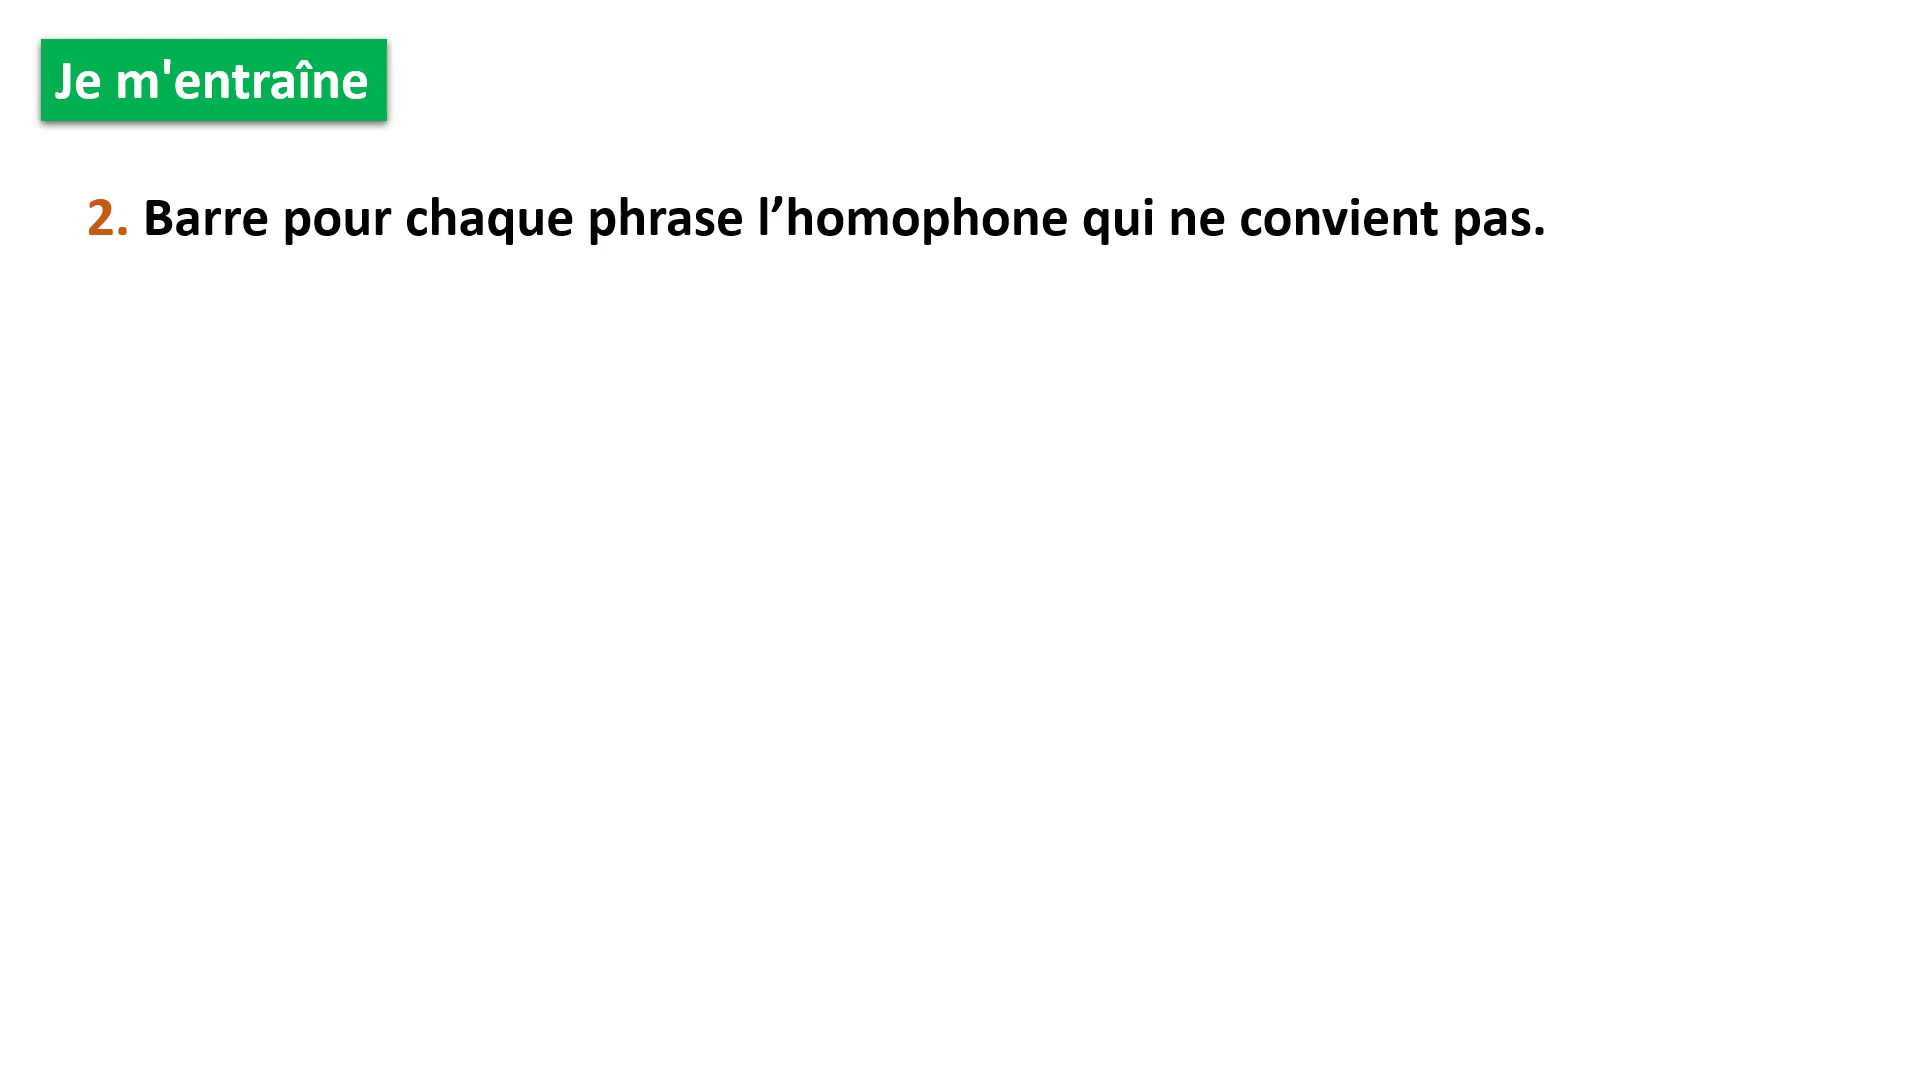 Je m'entraîne
2. Barre pour chaque phrase l’homophone qui ne convient pas.